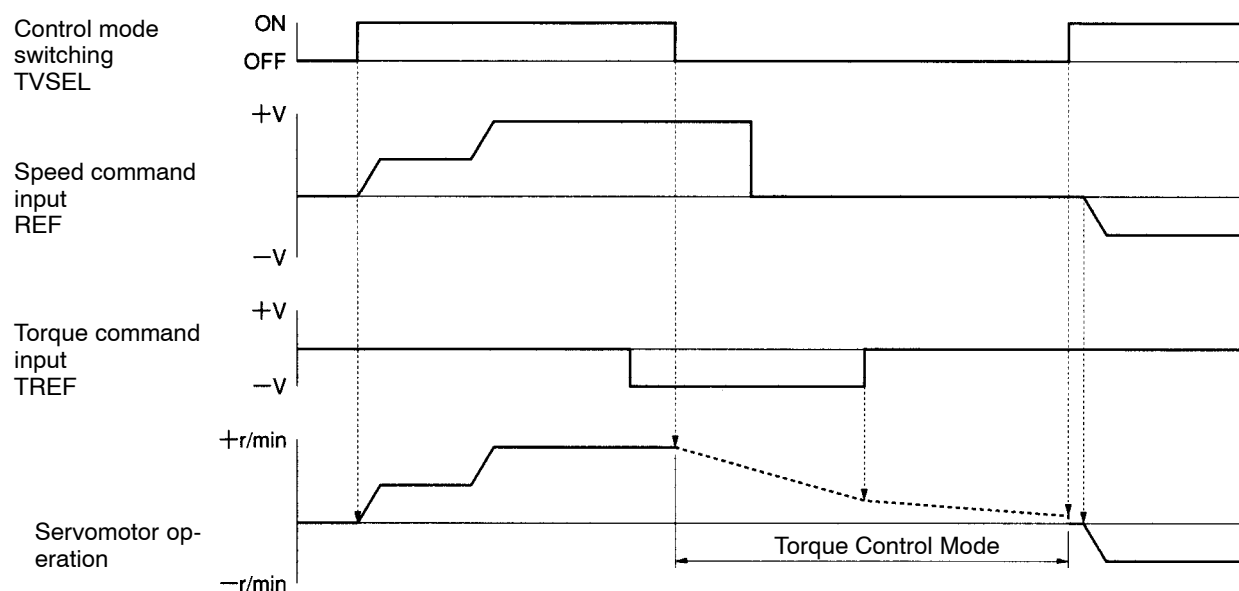 Control mode
switching
TVSEL
ON
OFF
Speed command
input
REF
+V
−V
Torque command
input
TREF
+V
−V
Servomotor op-
eration
+r/min
−r/min
Torque Control Mode